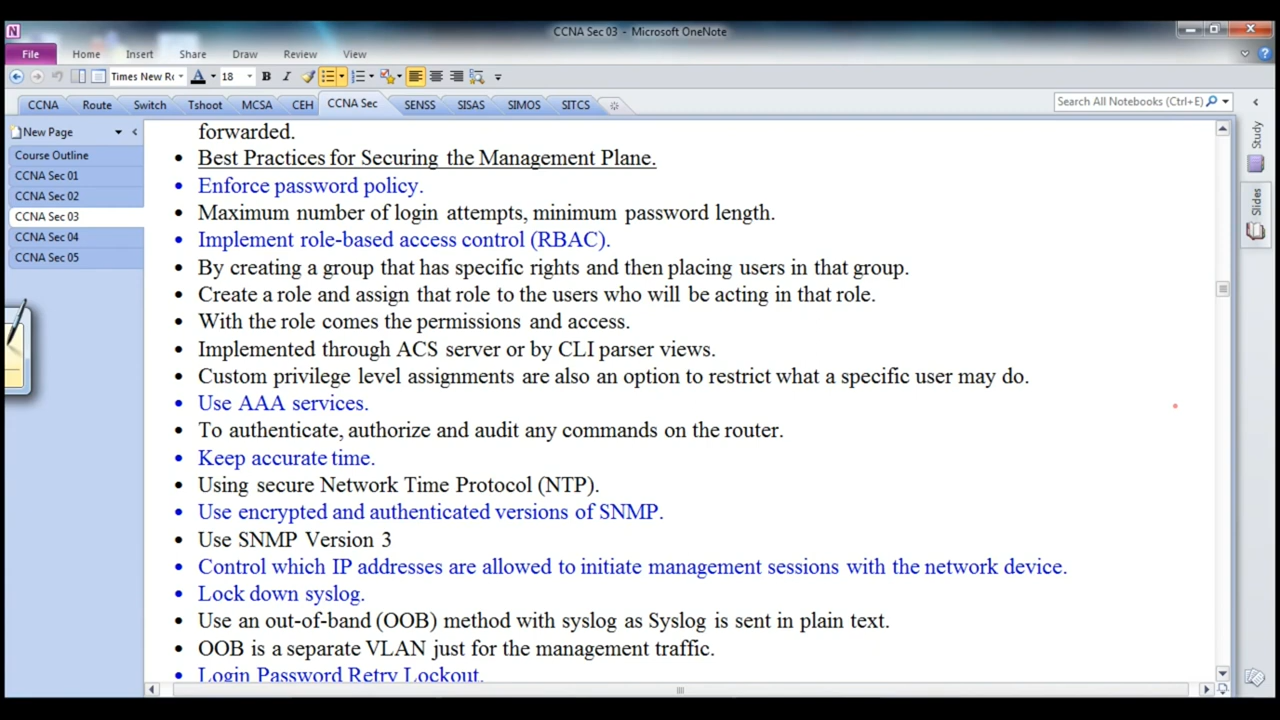 CCNA Sec 03 - Microsoft OneNote
File Home Insert Share Draw Review View
Times New Ro 18 B I
CCNA Route Switch Tshoot MCSA CEH CCNA Sec SENSS SISAS SIMOS SITCS
Search All Notebooks (Ctrl+E)
New Page
Course Outline
CCNA Sec 01
CCNA Sec 02
CCNA Sec 03
CCNA Sec 04
CCNA Sec 05
Study
Slides
forwarded.
• Best Practices for Securing the Management Plane.
• Enforce password policy.
• Maximum number of login attempts, minimum password length.
• Implement role-based access control (RBAC).
• By creating a group that has specific rights and then placing users in that group.
• Create a role and assign that role to the users who will be acting in that role.
• With the role comes the permissions and access.
• Implemented through ACS server or by CLI parser views.
• Custom privilege level assignments are also an option to restrict what a specific user may do.
• Use AAA services.
• To authenticate, authorize and audit any commands on the router.
• Keep accurate time.
• Using secure Network Time Protocol (NTP).
• Use encrypted and authenticated versions of SNMP.
• Use SNMP Version 3
• Control which IP addresses are allowed to initiate management sessions with the network device.
• Lock down syslog.
• Use an out-of-band (OOB) method with syslog as Syslog is sent in plain text.
• OOB is a separate VLAN just for the management traffic.
• Login Password Retry Lockout.